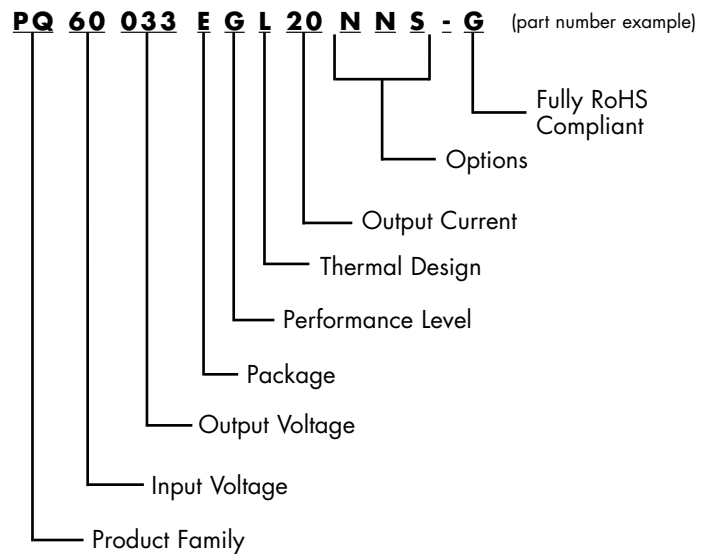 PQ 60 033 E G L 20 N N S - G (part number example)
Fully RoHS
Compliant
Options
Output Current
Thermal Design
Performance Level
Package
Output Voltage
Input Voltage
Product Family